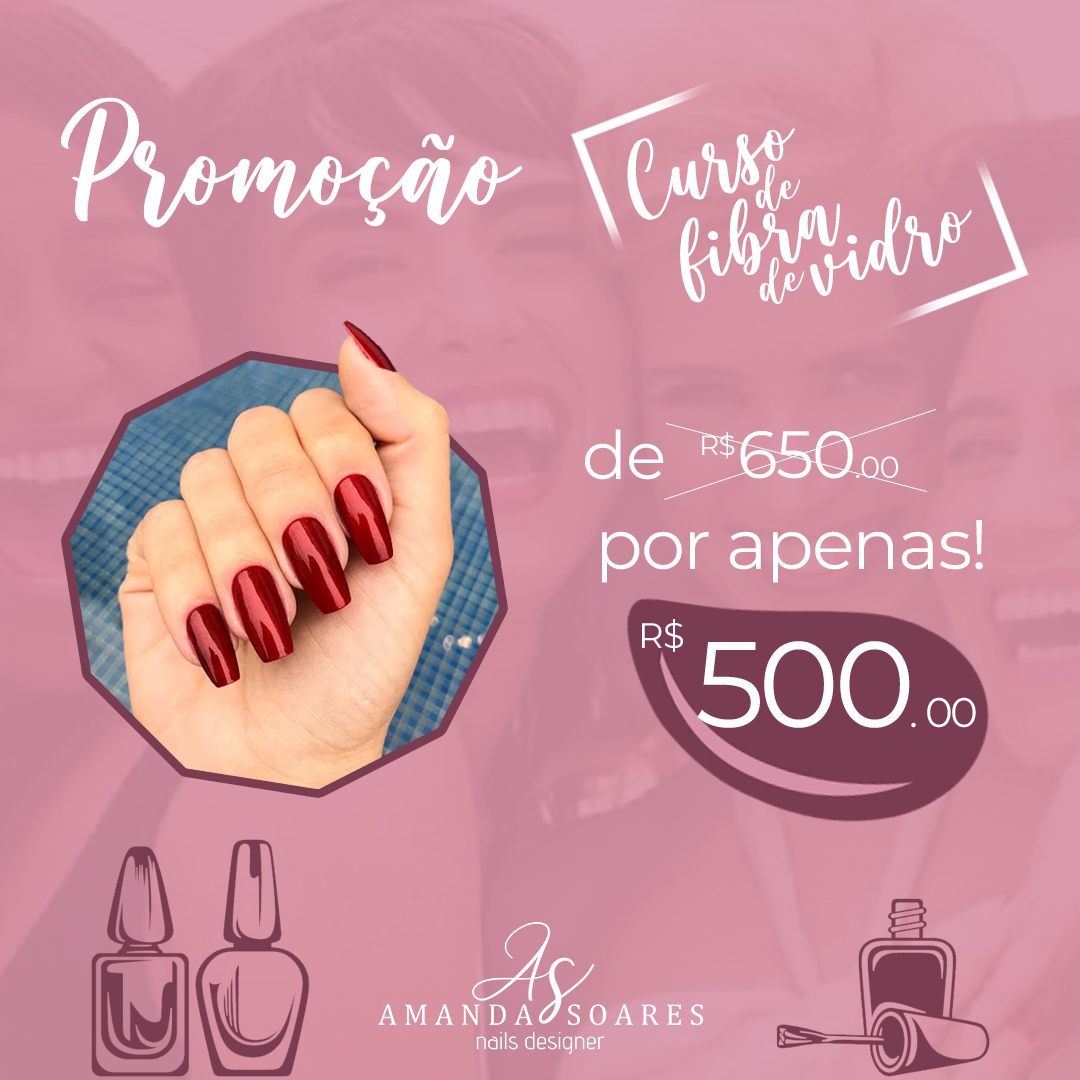 Promoção
Curso
de
fibra
de vidro
de R$650.00
por apenas!
R$ 500.00
As
AMANDA SOARES
nails designer